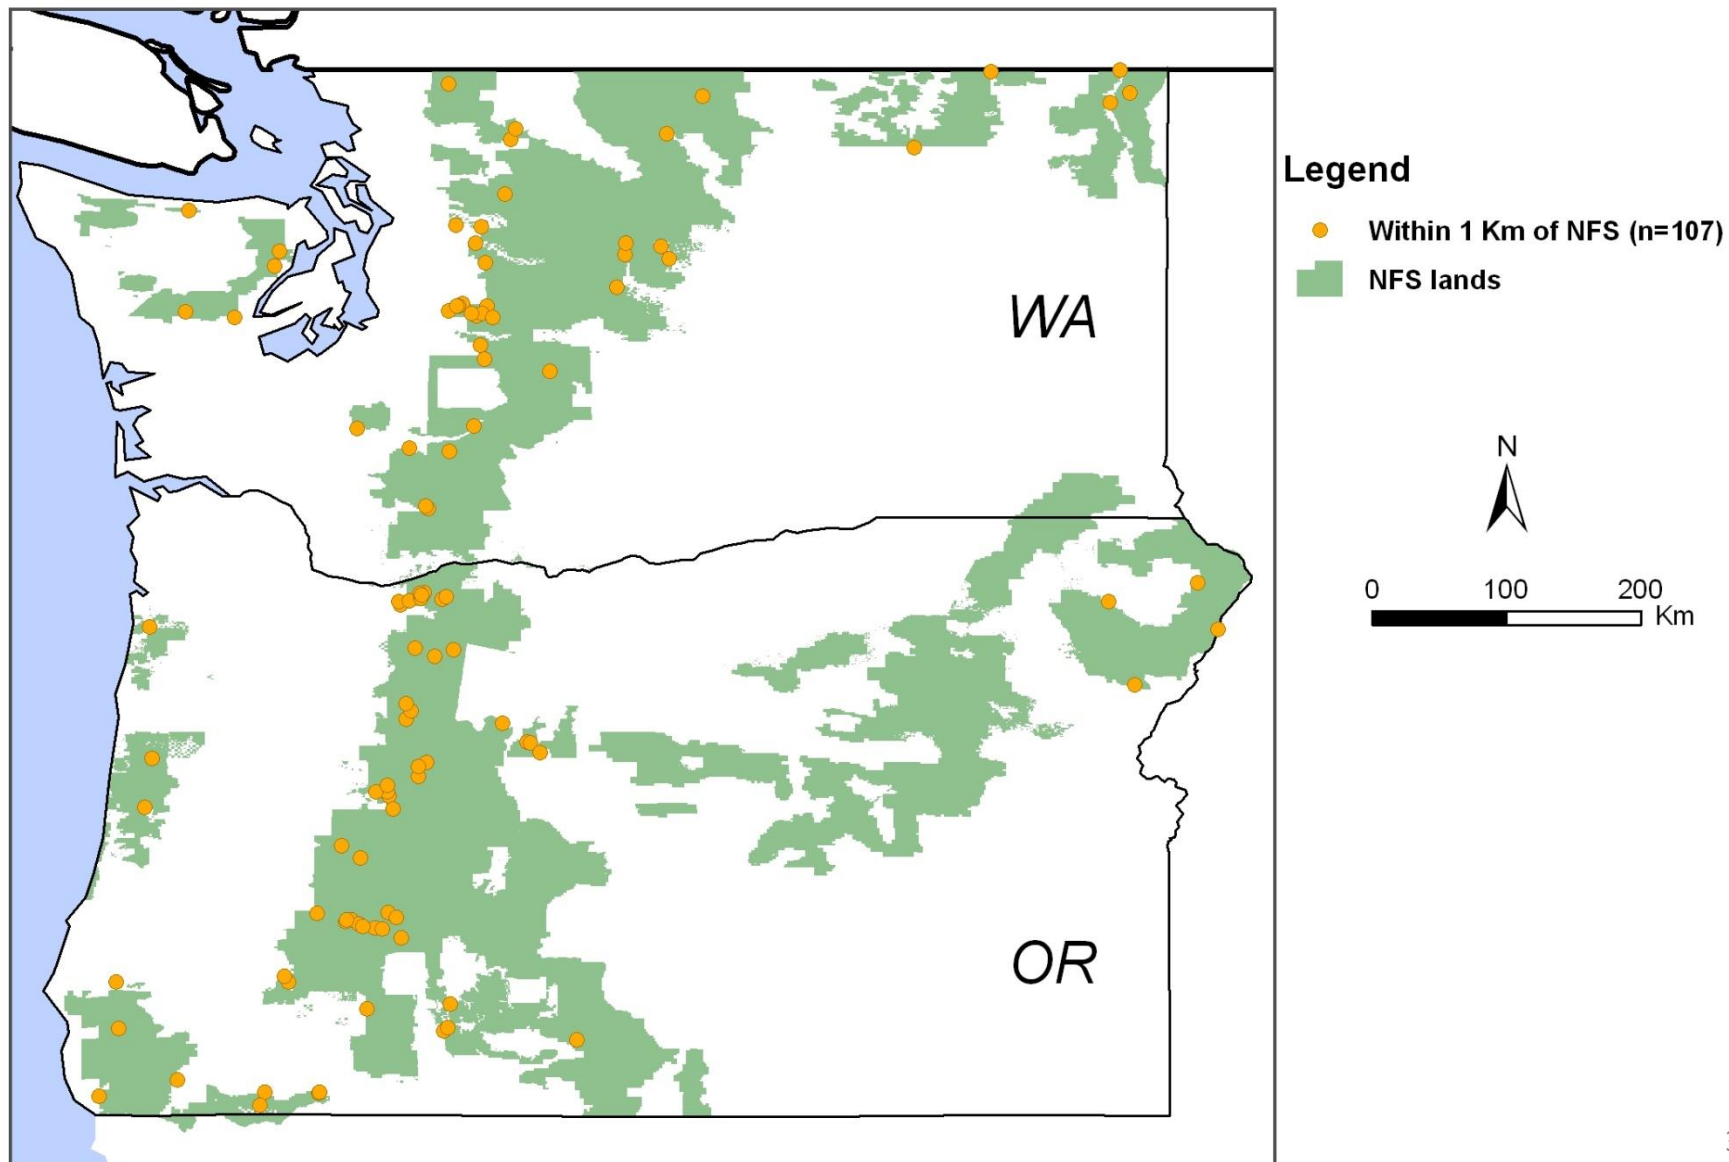 Legend
Within 1 Km of NFS (n=107)
NFS lands
WA
N
0 100 200
Km
OR